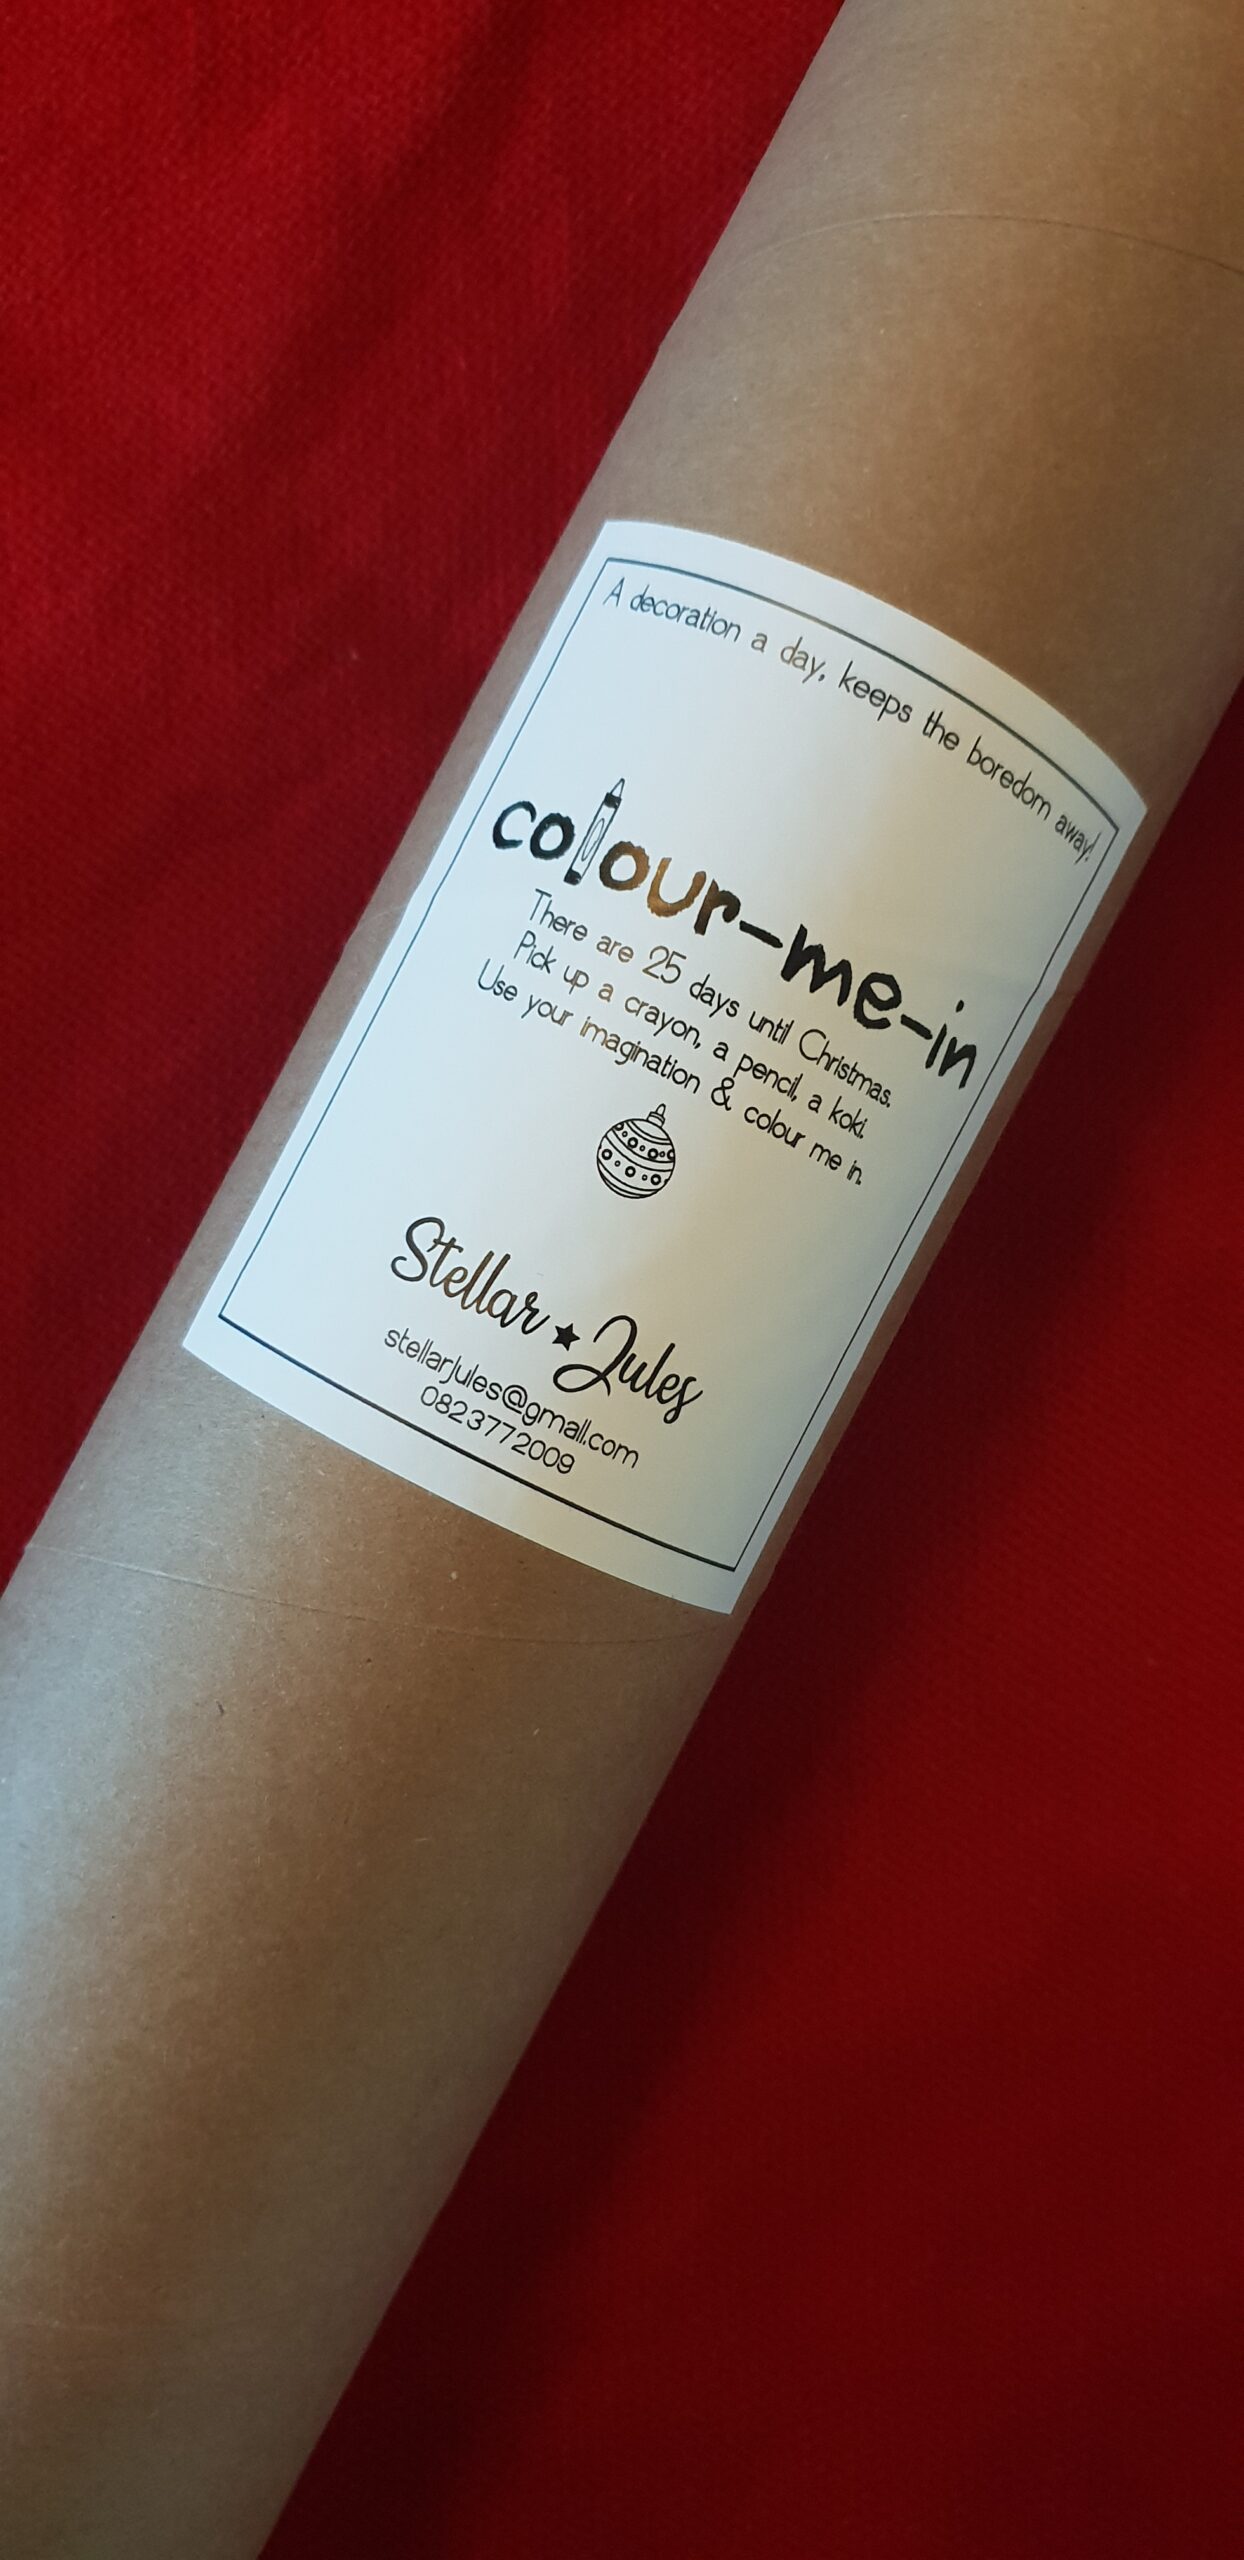 A decoration a day, keeps the boredom away!
colour-me-in
There are 25 days until Christmas.
Pick up a crayon, a pencil, a koki.
Use your imagination & colour me in.
Stellar★Jules
stellarjules@gmail.com
0823772009